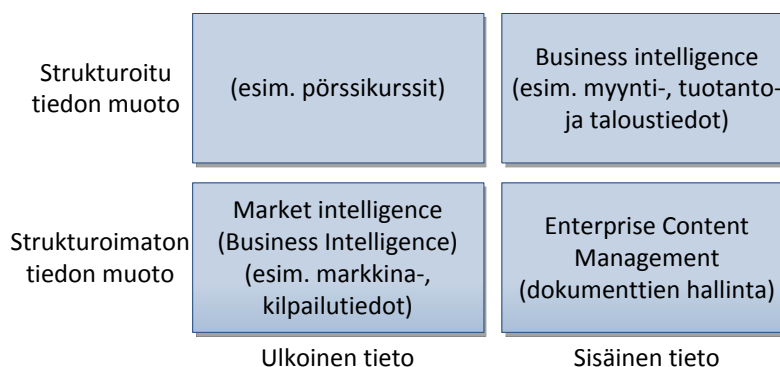 Strukturoitu
tiedon muoto
(esim. pörssikurssit)
Business intelligence
(esim. myynti-, tuotanto-
ja taloustiedot)
Strukturoimaton
tiedon muoto
Market intelligence
(Business Intelligence)
(esim. markkina-,
kilpailutiedot)
Enterprise Content
Management
(dokumenttien hallinta)
Ulkoinen tieto
Sisäinen tieto